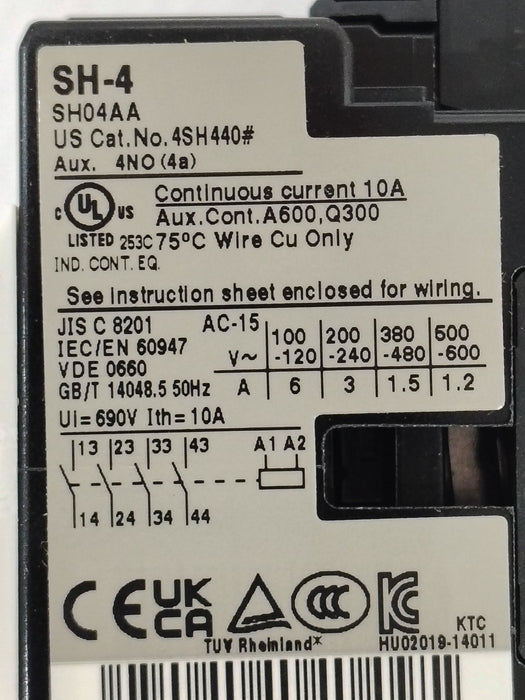 SH-4
SH04AA
US Cat.No.4SH440#
Aux. 4NO(4a)
C UL US
LISTED 253C
IND. CONT. EQ.
Continuous current 10A
Aux.Cont.A600,Q300
75°C Wire Cu Only
See instruction sheet enclosed for wiring.
JIS C 8201
IEC/EN 60947
VDE 0660
GB/T 14048.5 50Hz
AC-15
V~ 100-120 200-240 380-480 500-600
A 6 3 1.5 1.2
Ui=690V Ith=10A
13 23 33 43 A1 A2
14 24 34 44
CE UK CA CCC KC
TUV Rheinland*
KTC
HU02019-14011